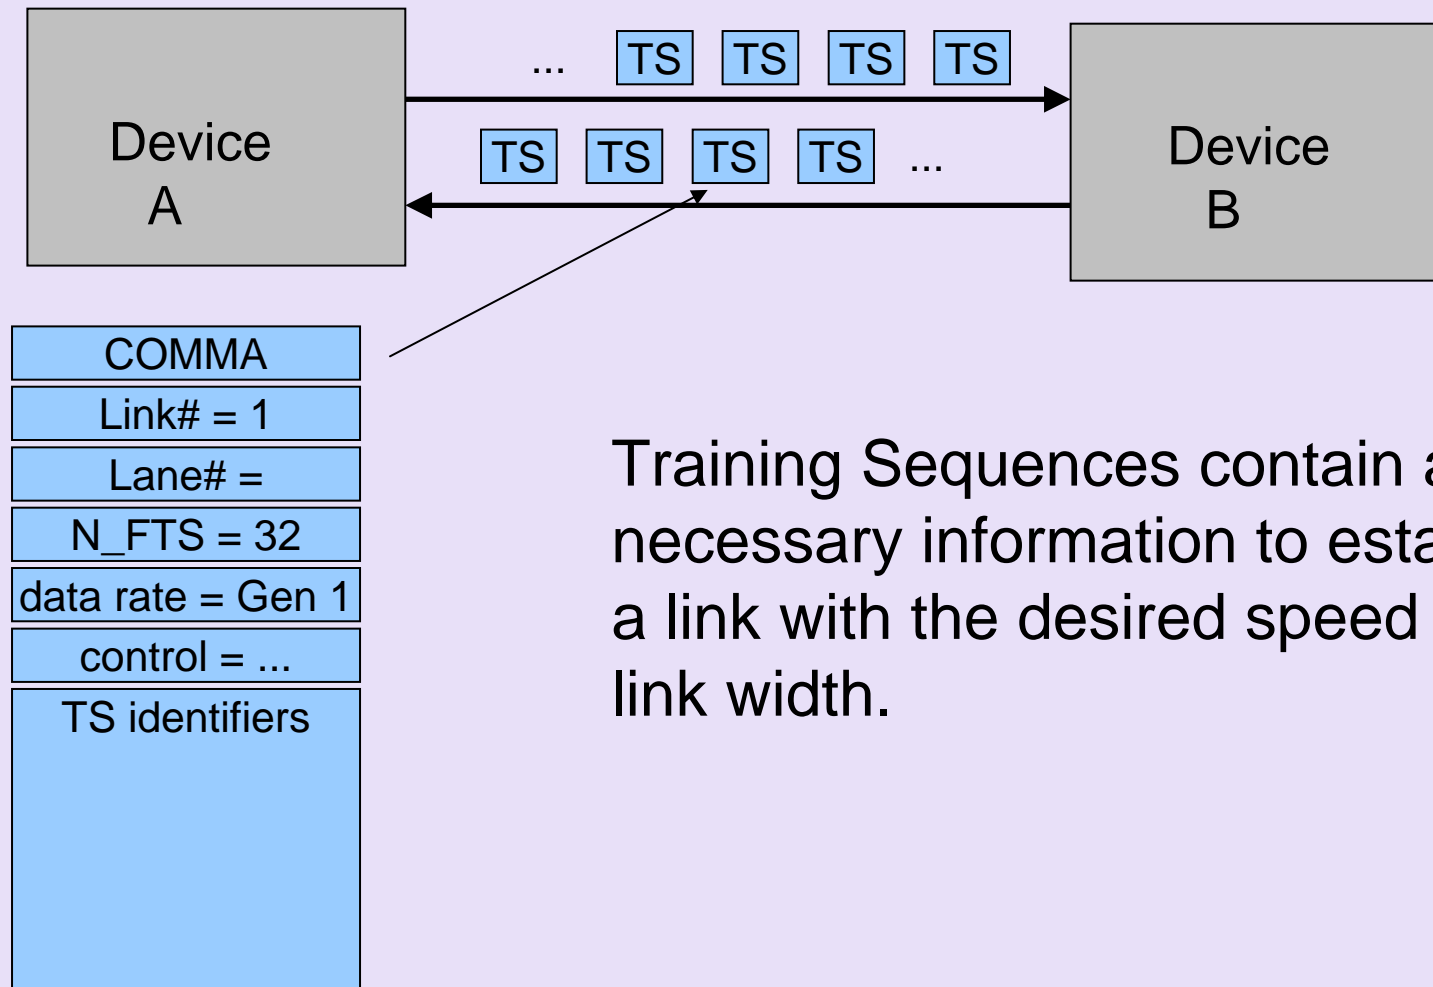 ... TS TS TS TS
Device
A
TS TS TS TS ...
Device
B
COMMA
Link# = 1
Lane# =
N_FTS = 32
data rate = Gen 1
control = ...
TS identifiers
Training Sequences contain
necessary information to
a link with the desired speed
link width.